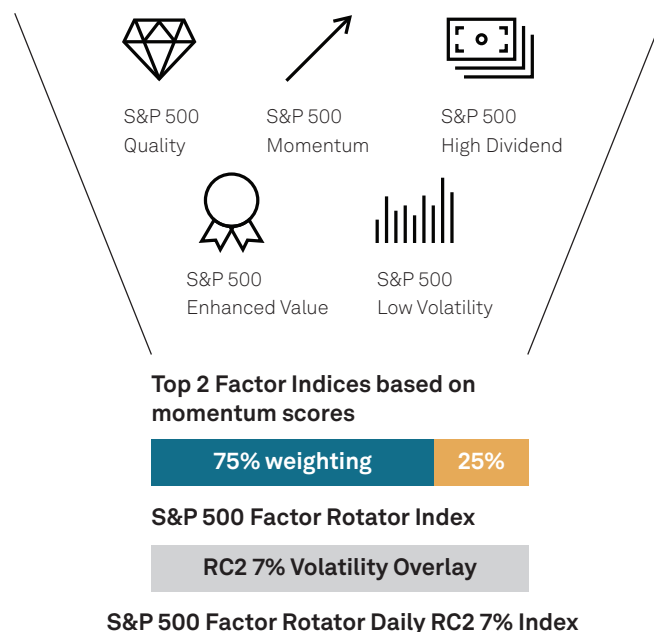 S&P 500
Quality
S&P 500
Momentum
S&P 500
High Dividend
S&P 500
Enhanced Value
S&P 500
Low Volatility
Top 2 Factor Indices based on
momentum scores
75% weighting
25%
S&P 500 Factor Rotator Index
RC2 7% Volatility Overlay
S&P 500 Factor Rotator Daily RC2 7% Index